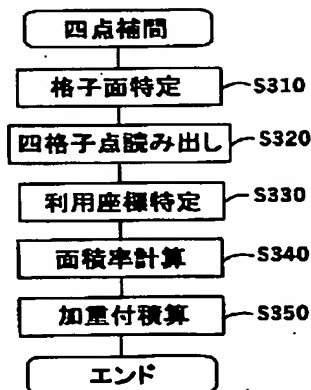 四点補間
格子面特定 S310
四格子点読み出し S320
利用座標特定 S330
面積率計算 S340
加重付積算 S350
エンド